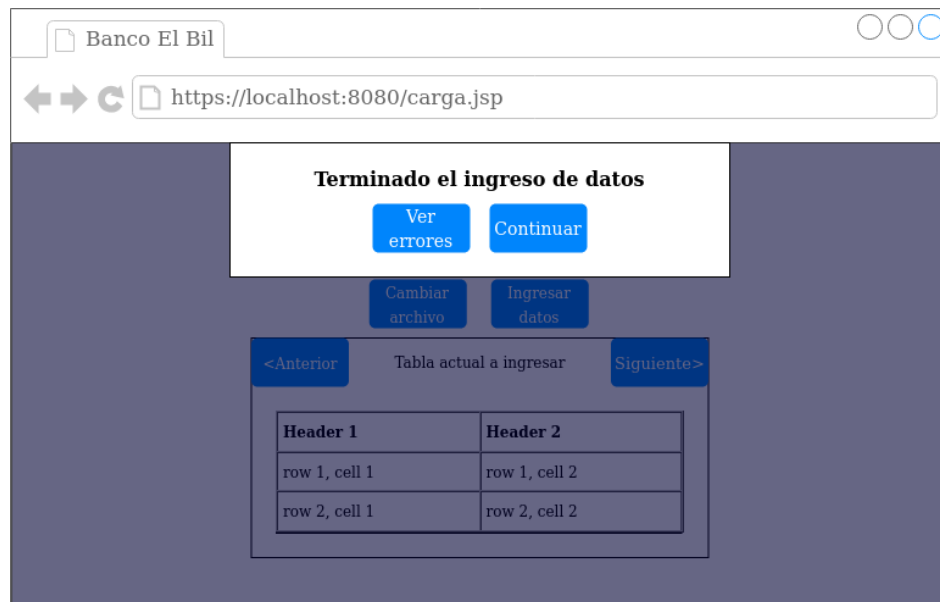 Banco El Bil
https://localhost:8080/carga.jsp
Terminado el ingreso de datos
Ver
errores
Continuar
Cambiar
archivo
Ingresar
datos
<Anterior
Tabla actual a ingresar
Siguiente>
Header 1
Header 2
row 1, cell 1
row 1, cell 2
row 2, cell 1
row 2, cell 2